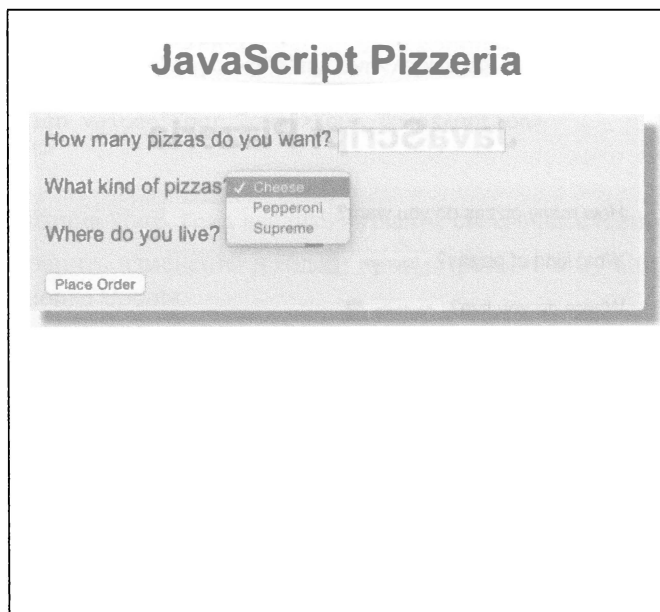 JavaScript Pizzeria
How many pizzas do you want?
What kind of pizzas?
✓ Cheese
Pepperoni
Supreme
Where do you live?
Place Order